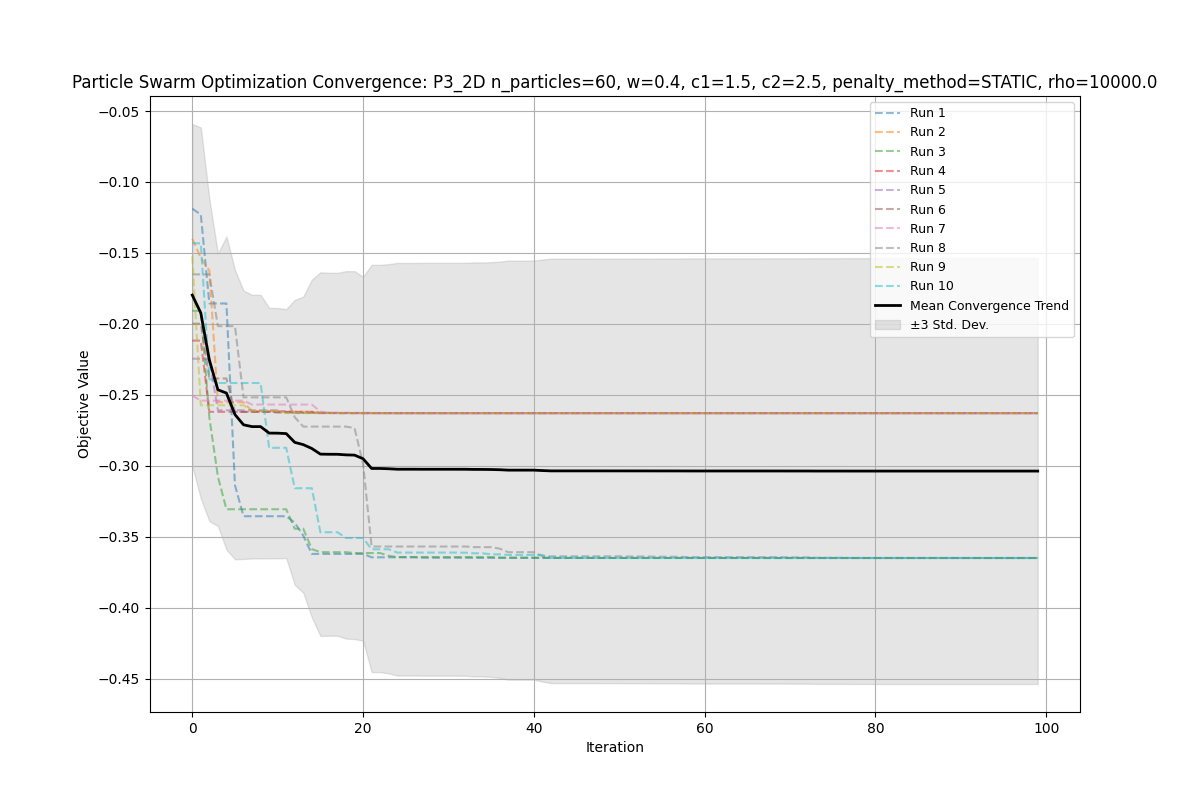 Particle Swarm Optimization Convergence: P3_2D n_particles=60, w=0.4, c1=1.5, c2=2.5, penalty_method=STATIC, rho=10000.0
Objective Value
−0.05
−0.10
−0.15
−0.20
−0.25
−0.30
−0.35
−0.40
−0.45
Run 1
Run 2
Run 3
Run 4
Run 5
Run 6
Run 7
Run 8
Run 9
Run 10
Mean Convergence Trend
±3 Std. Dev.
0 20 40 60 80 100
Iteration